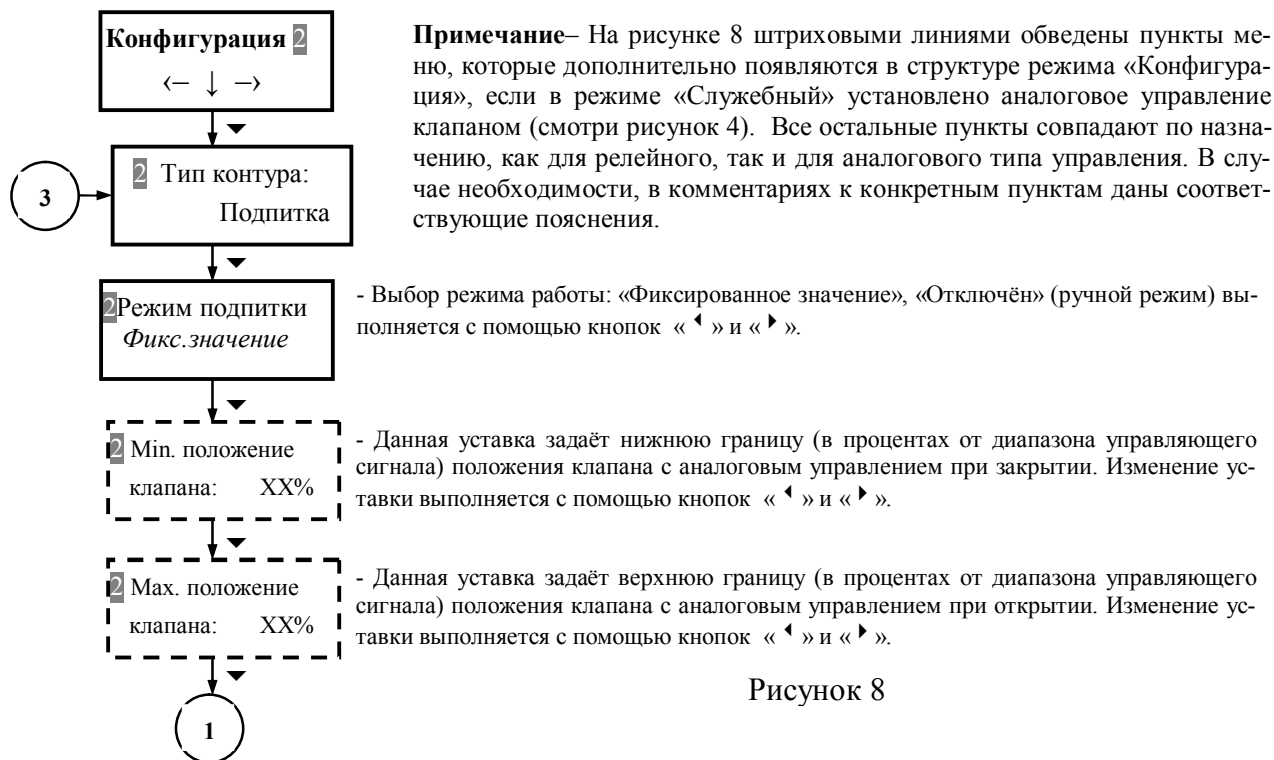 Конфигурация 2
‹– ↓ –›
Примечание– На рисунке 8 штриховыми линиями обведены пункты ме-
ню, которые дополнительно появляются в структуре режима «Конфигура-
ция», если в режиме «Служебный» установлено аналоговое управление
клапаном (смотри рисунок 4). Все остальные пункты совпадают по назна-
чению, как для релейного, так и для аналогового типа управления. В слу-
чае необходимости, в комментариях к конкретным пунктам даны соответ-
ствующие пояснения.
3
2 Тип контура:
Подпитка
2Режим подпитки
Фикс.значение
- Выбор режима работы: «Фиксированное значение», «Отключён» (ручной режим) вы-
полняется с помощью кнопок «🞀» и «🞂».
2 Min. положение
клапана: XX%
- Данная уставка задаёт нижнюю границу (в процентах от диапазона управляющего
сигнала) положения клапана с аналоговым управлением при закрытии. Изменение ус-
тавки выполняется с помощью кнопок «🞀» и «🞂».
2 Max. положение
клапана: XX%
- Данная уставка задаёт верхнюю границу (в процентах от диапазона управляющего
сигнала) положения клапана с аналоговым управлением при открытии. Изменение ус-
тавки выполняется с помощью кнопок «🞀» и «🞂».
Рисунок 8
1